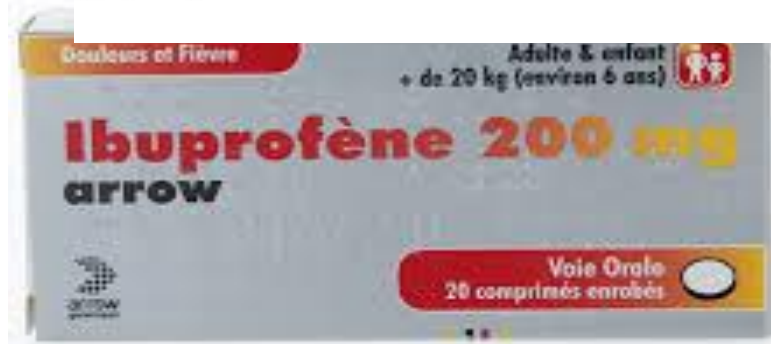 Douleurs et Fièvre
Adulte & enfant
+ de 20 kg (environ 6 ans)
Ibuprofène 200 mg
arrow
arrow
Voie Orale
20 comprimés enrobés